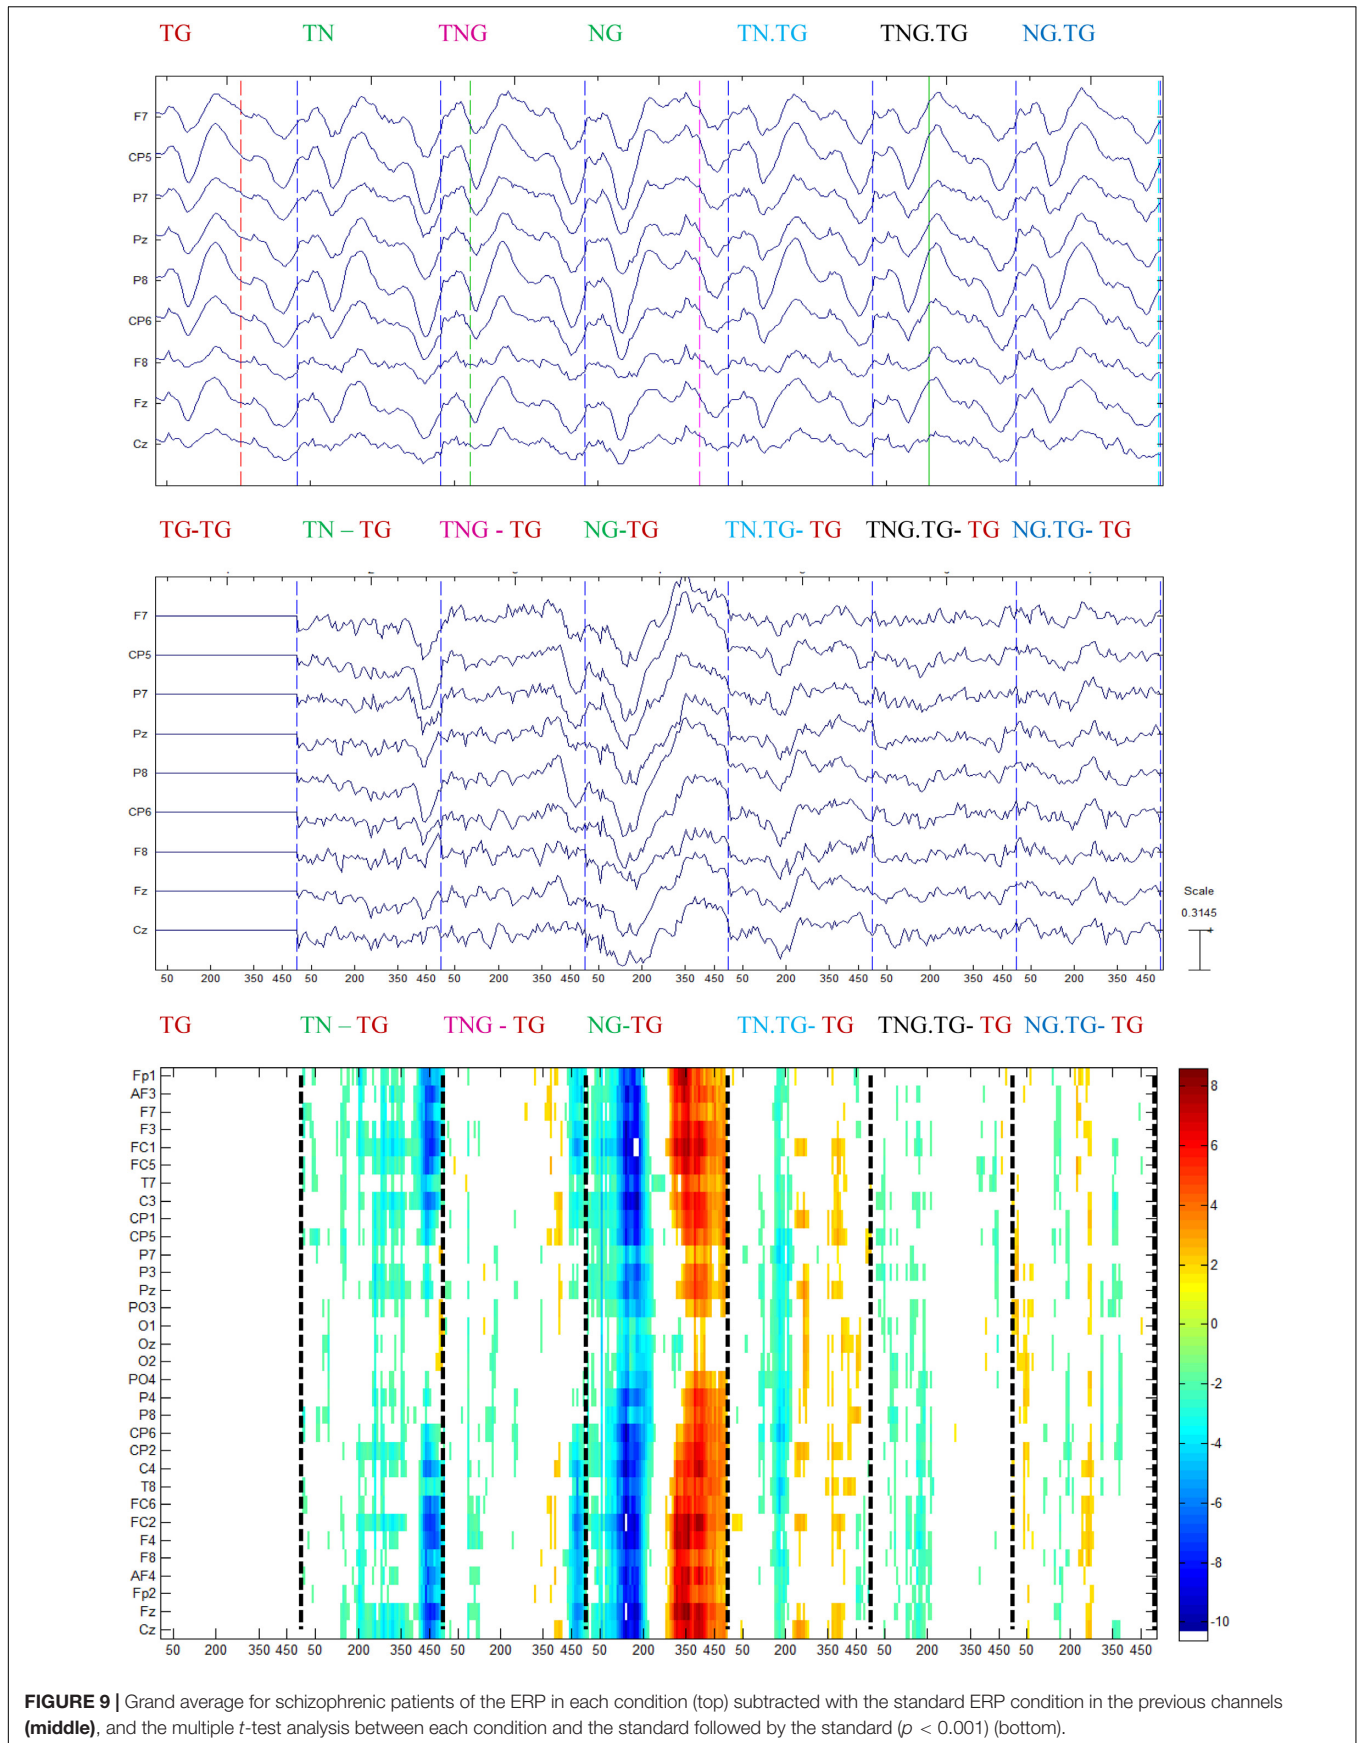 TG TN TNG NG TN.TG TNG.TG NG.TG
F7
CP5
P7
Pz
P8
CP6
F8
Fz
Cz
TG-TG TN – TG TNG - TG NG-TG TN.TG- TG TNG.TG- TG NG.TG- TG
F7
CP5
P7
Pz
P8
CP6
F8
Fz
Cz
Scale
0.3145
+
50 200 350 450 50 200 350 450 50 200 350 450 50 200 350 450 50 200 350 450 50 200 350 450 50 200 350 450
TG TN – TG TNG - TG NG-TG TN.TG- TG TNG.TG- TG NG.TG- TG
Fp1
AF3
F7
F3
FC1
FC5
T7
C3
CP1
CP5
P7
P3
Pz
PO3
O1
Oz
O2
PO4
P4
P8
CP6
CP2
C4
T8
FC6
FC2
F4
F8
AF4
Fp2
Fz
Cz
8
6
4
2
0
-2
-4
-6
-8
-10
50 200 350 450 50 200 350 450 50 200 350 450 50 200 350 450 50 200 350 450 50 200 350 450 50 200 350 450
FIGURE 9 | Grand average for schizophrenic patients of the ERP in each condition (top) subtracted with the standard ERP condition in the previous channels
(middle), and the multiple t-test analysis between each condition and the standard followed by the standard (p < 0.001) (bottom).